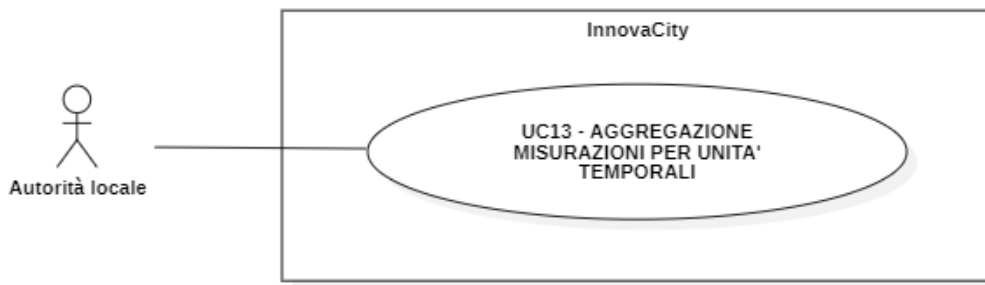 InnovaCity
UC13 - AGGREGAZIONE
MISURAZIONI PER UNITA'
TEMPORALI
Autorità locale